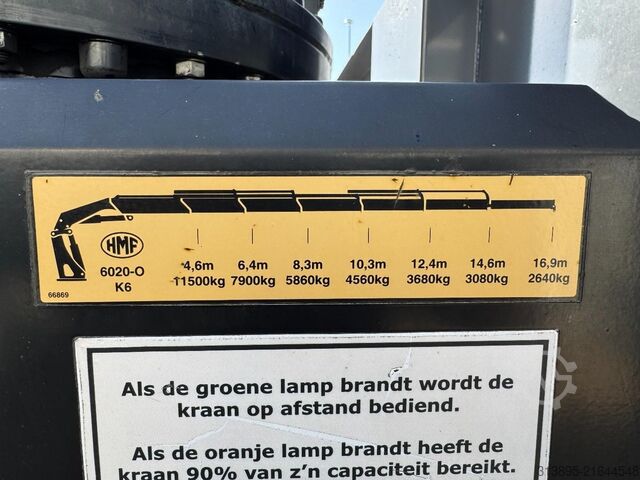 HMF
6020-O
K6
66869
4,6m 6,4m 8,3m 10,3m 12,4m 14,6m 16,9m
11500kg 7900kg 5860kg 4560kg 3680kg 3080kg 2640kg
Als de groene lamp brandt wordt de
kraan op afstand bediend.
Als de oranje lamp brandt heeft de
kraan 90% van z’n capaciteit bereikt.
313895-21644548